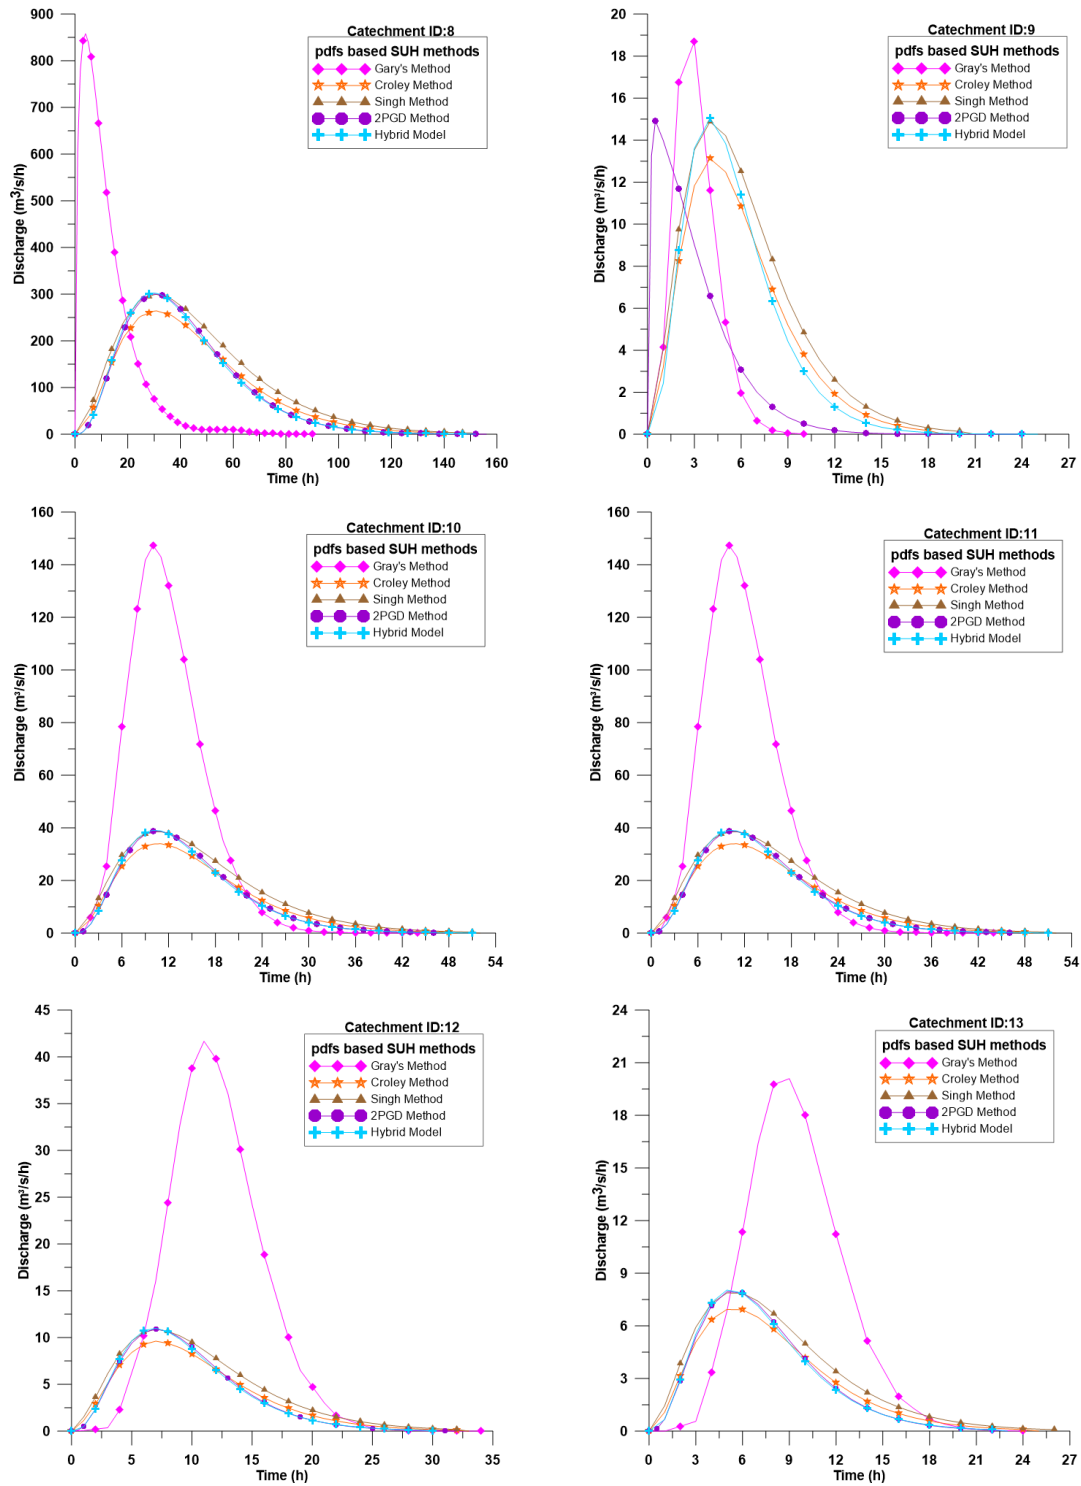 Catechment ID:8
pdfs based SUH methods
Gary's Method
Croley Method
Singh Method
2PGD Method
Hybrid Model
Discharge (m³/s/h)
900
800
700
600
500
400
300
200
100
0
0 20 40 60 80 100 120 140 160
Time (h)
Catechment ID:9
pdfs based SUH methods
Gray's Method
Croley Method
Singh Method
2PGD Method
Hybrid Model
Discharge (m³/s/h)
20
18
16
14
12
10
8
6
4
2
0
0 3 6 9 12 15 18 21 24 27
Time (h)
Catechment ID:10
pdfs based SUH methods
Gray's Method
Croley Method
Singh Method
2PGD Method
Hybrid Model
Discharge (m³/s/h)
160
140
120
100
80
60
40
20
0
0 6 12 18 24 30 36 42 48 54
Time (h)
Catechment ID:11
pdfs based SUH methods
Gray's Method
Croley Method
Singh Method
2PGD Method
Hybrid Model
Discharge (m³/s/h)
160
140
120
100
80
60
40
20
0
0 6 12 18 24 30 36 42 48 54
Time (h)
Catechment ID:12
pdfs based SUH methods
Gray's Method
Croley Method
Singh Method
2PGD Method
Hybrid Model
Discharge (m³/s/h)
45
40
35
30
25
20
15
10
5
0
0 5 10 15 20 25 30 35
Time (h)
Catechment ID:13
pdfs based SUH methods
Gray's Method
Croley Method
Singh Method
2PGD Method
Hybrid Model
Discharge (m³/s/h)
24
21
18
15
12
9
6
3
0
0 3 6 9 12 15 18 21 24 27
Time (h)